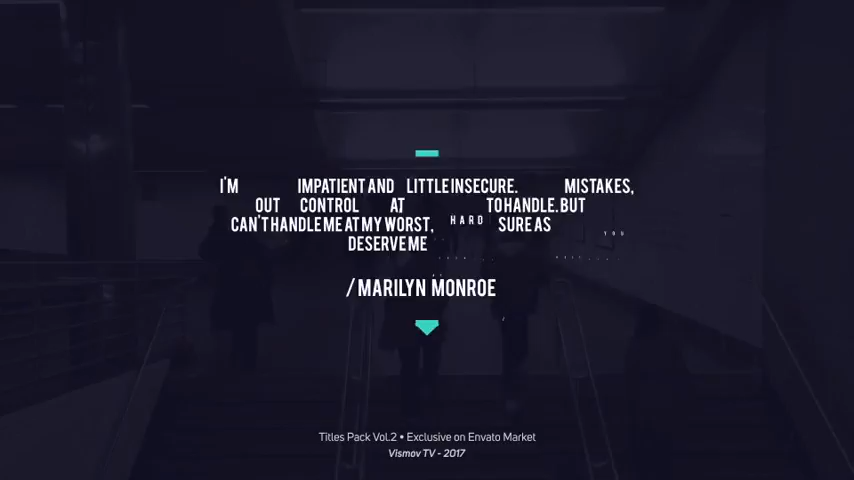 I'M IMPATIENT AND LITTLE INSECURE. MISTAKES,
OUT CONTROL AT TO HANDLE. BUT
CAN'T HANDLE ME AT MY WORST, HARD SURE AS
YOU
DESERVE ME
/ MARILYN MONROE
Titles Pack Vol.2 • Exclusive on Envato Market
Vismov TV - 2017